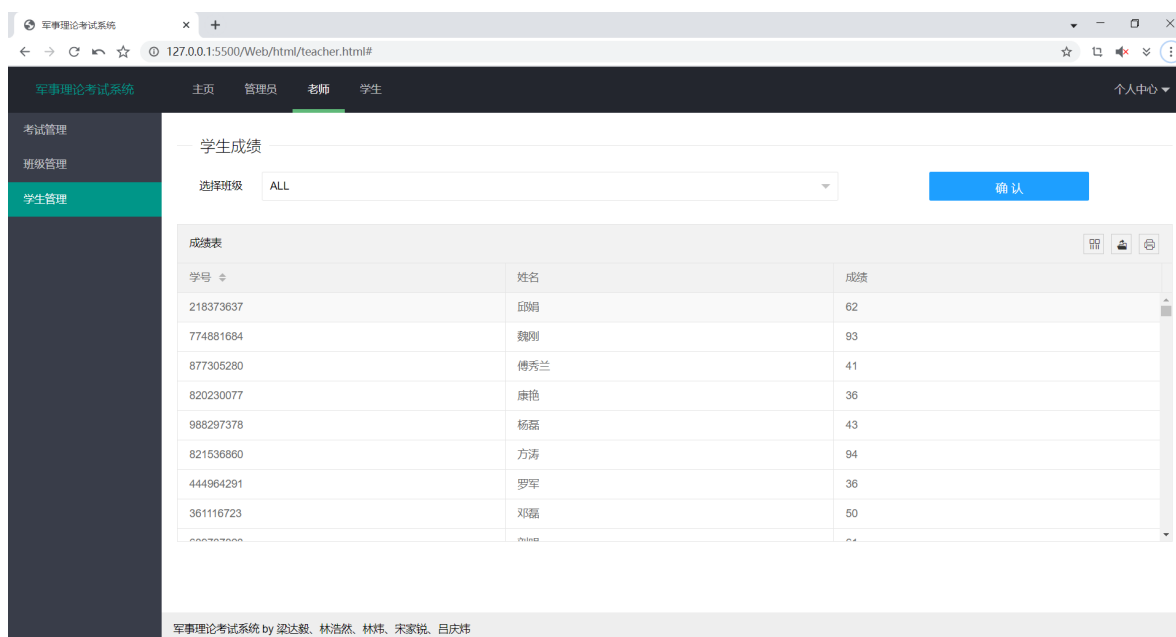 军事理论考试系统
127.0.0.1:5500/Web/html/teacher.html#
军事理论考试系统 主页 管理员 老师 学生 个人中心
考试管理
班级管理
学生管理
学生成绩
选择班级 ALL 确认
成绩表
学号 姓名 成绩
218373637 邱娟 62
774881684 魏刚 93
877305280 傅秀兰 41
820230077 康艳 36
988297378 杨磊 43
821536860 方涛 94
444964291 罗军 36
361116723 邓磊 50
军事理论考试系统 by 梁达毅、林浩然、林炜、宋家锐、吕庆炜